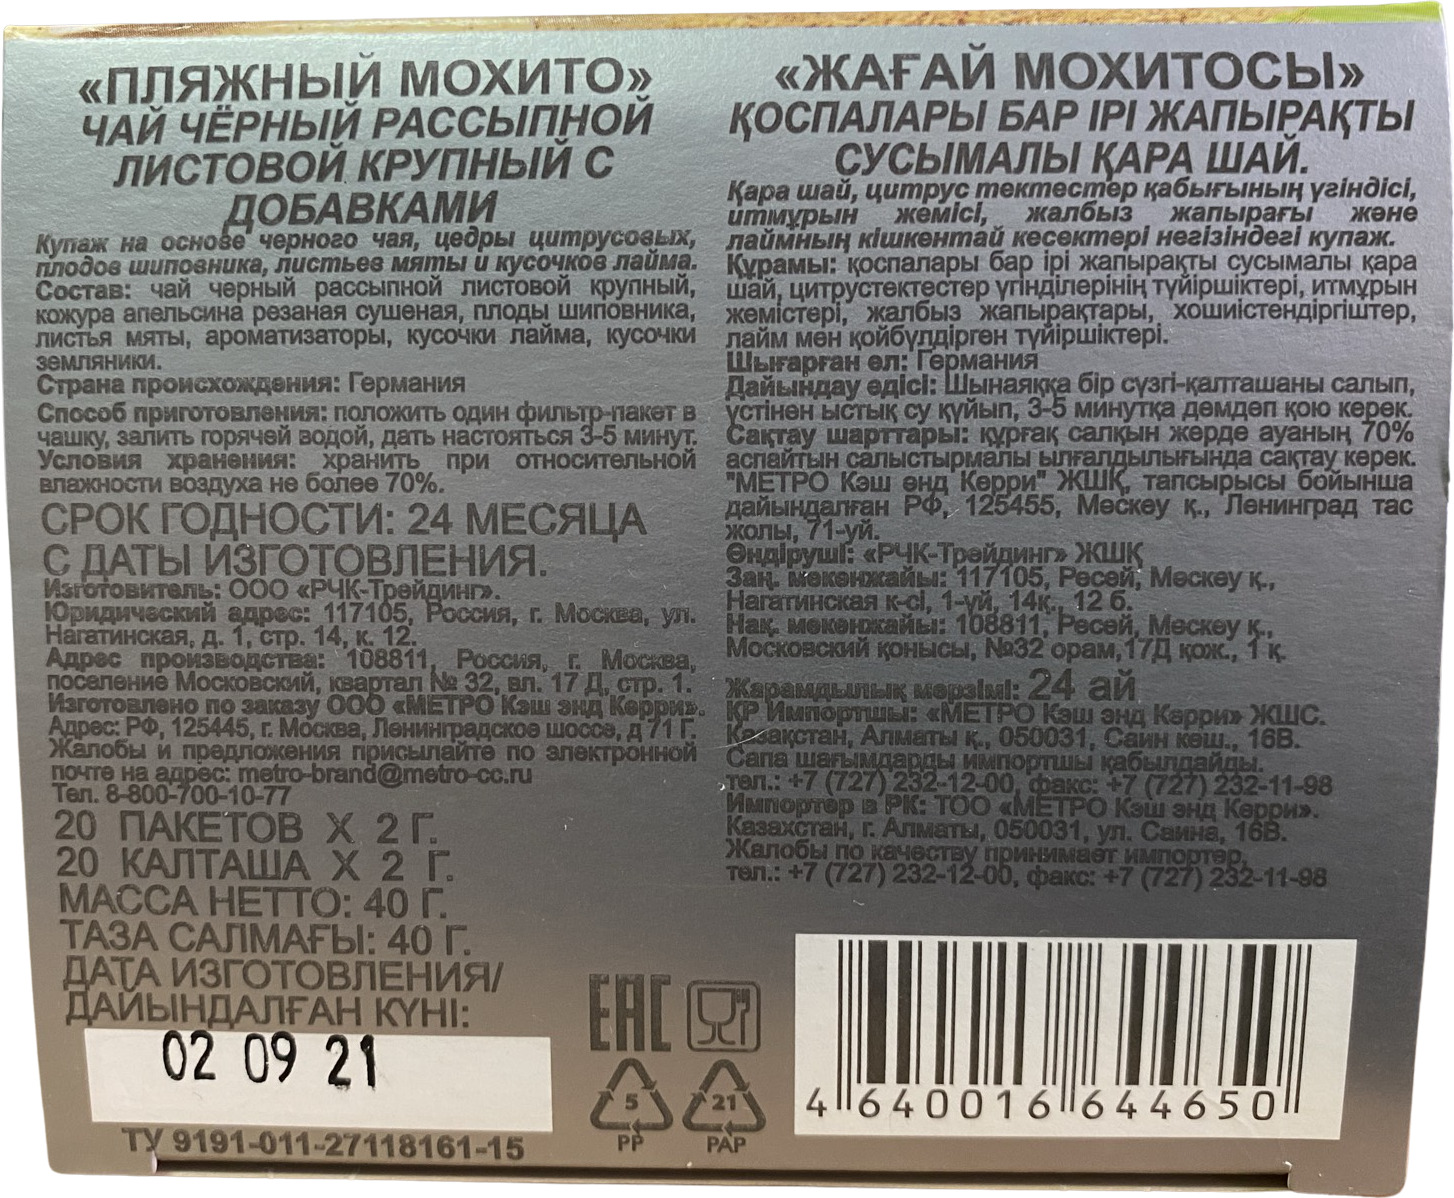 «ПЛЯЖНЫЙ МОХИТО»
ЧАЙ ЧЁРНЫЙ РАССЫПНОЙ
ЛИСТОВОЙ КРУПНЫЙ С
ДОБАВКАМИ
Купаж на основе черного чая, цедры цитрусовых,
плодов шиповника, листьев мяты и кусочков лайма.
Состав: чай черный рассыпной листовой крупный,
кожура апельсина резаная сушеная, плоды шиповника,
листья мяты, ароматизаторы, кусочки лайма, кусочки
земляники.
Страна происхождения: Германия
Способ приготовления: положить один фильтр-пакет в
чашку, залить горячей водой, дать настояться 3-5 минут.
Условия хранения: хранить при относительной
влажности воздуха не более 70%.
СРОК ГОДНОСТИ: 24 МЕСЯЦА
С ДАТЫ ИЗГОТОВЛЕНИЯ.
Изготовитель: ООО «РЧК-Трейдинг».
Юридический адрес: 117105, Россия, г. Москва, ул.
Нагатинская, д. 1, стр. 14, к. 12.
Адрес производства: 108811, Россия, г. Москва,
поселение Московский, квартал № 32, вл. 17 Д, стр. 1.
Изготовлено по заказу ООО «МЕТРО Кэш энд Керри».
Адрес: РФ, 125445, г. Москва, Ленинградское шоссе, д 71 Г.
Жалобы и предложения присылайте по электронной
почте на адрес: metro-brand@metro-cc.ru
Тел. 8-800-700-10-77
20 ПАКЕТОВ Х 2 Г.
20 КАЛТАША Х 2 Г.
МАССА НЕТТО: 40 Г.
ТАЗА САЛМАҒЫ: 40 Г.
ДАТА ИЗГОТОВЛЕНИЯ/
ДАЙЫНДАЛҒАН КҮНІ:
02 09 21
ТУ 9191-011-27118161-15
«ЖАҒАЙ МОХИТОСЫ»
ҚОСПАЛАРЫ БАР ІРІ ЖАПЫРАҚТЫ
СУСЫМАЛЫ ҚАРА ШАЙ.
Қара шай, цитрус тектестер қабығының үгіндісі,
итмұрын жемісі, жалбыз жапырағы және
лаймның кішкентай кесектері негізіндегі купаж.
Құрамы: қоспалары бар ірі жапырақты сусымалы қара
шай, цитрустектестер үгінділерінің түйіршіктері, итмұрын
жемістері, жалбыз жапырақтары, хошиістендіргіштер,
лайм мен қойбүлдірген түйіршіктері.
Шығарған ел: Германия
Дайындау әдісі: Шынаяққа бір сүзгі-қалташаны салып,
үстінен ыстық су құйып, 3-5 минутқа демдеп қою керек.
Сақтау шарттары: құрғақ салқын жерде ауаның 70%
аспайтын салыстырмалы ылғалдылығында сақтау керек.
"МЕТРО Кэш энд Керри" ЖШҚ, тапсырысы бойынша
дайындалған РФ, 125455, Мәскеу қ., Ленинград тас
жолы, 71-үй.
Өндіруші: «РЧК-Трейдинг» ЖШҚ
Заң. мекенжайы: 117105, Ресей, Мәскеу қ.,
Нагатинская к-сі, 1-үй, 14қ., 12 б.
Нақ. мекенжайы: 108811, Ресей, Мәскеу қ.,
Московский қонысы, №32 орам,17Д қож., 1 қ.
Жарамдылық мерзімі: 24 ай
ҚР Импортшы: «МЕТРО Кэш энд Керри» ЖШС.
Қазақстан, Алматы қ., 050031, Саин көш., 16В.
Сапа шағымдарды импортшы қабылдайды.
тел.: +7 (727) 232-12-00, факс: +7 (727) 232-11-98
Импортер в РК: ТОО «МЕТРО Кэш энд Керри».
Казахстан, г. Алматы, 050031, ул. Саина, 16В.
Жалобы по качеству принимает импортер,
тел.: +7 (727) 232-12-00, факс: +7 (727) 232-11-98
EAC
5
PP
21
PAP
4 640016 644650